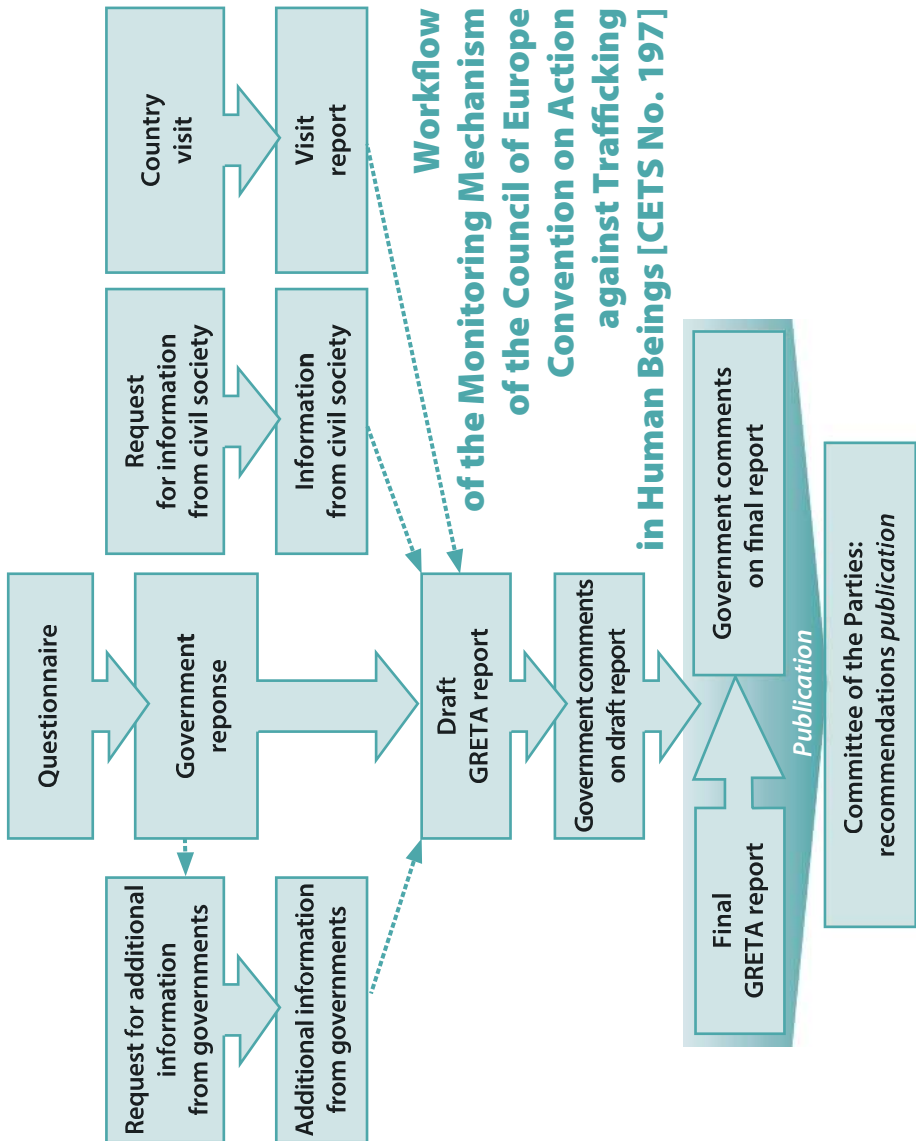 Workflow
of the Monitoring Mechanism
of the Council of Europe
Convention on Action
against Trafficking
in Human Beings [CETS No. 197]
Questionnaire
Government
reponse
Request for additional
information
from governments
Additional information
from governments
Request
for information
from civil society
Information
from civil society
Country
visit
Visit
report
Draft
GRETA report
Government comments
on draft report
Final
GRETA report
Government comments
on final report
Publication
Committee of the Parties:
recommendations publication